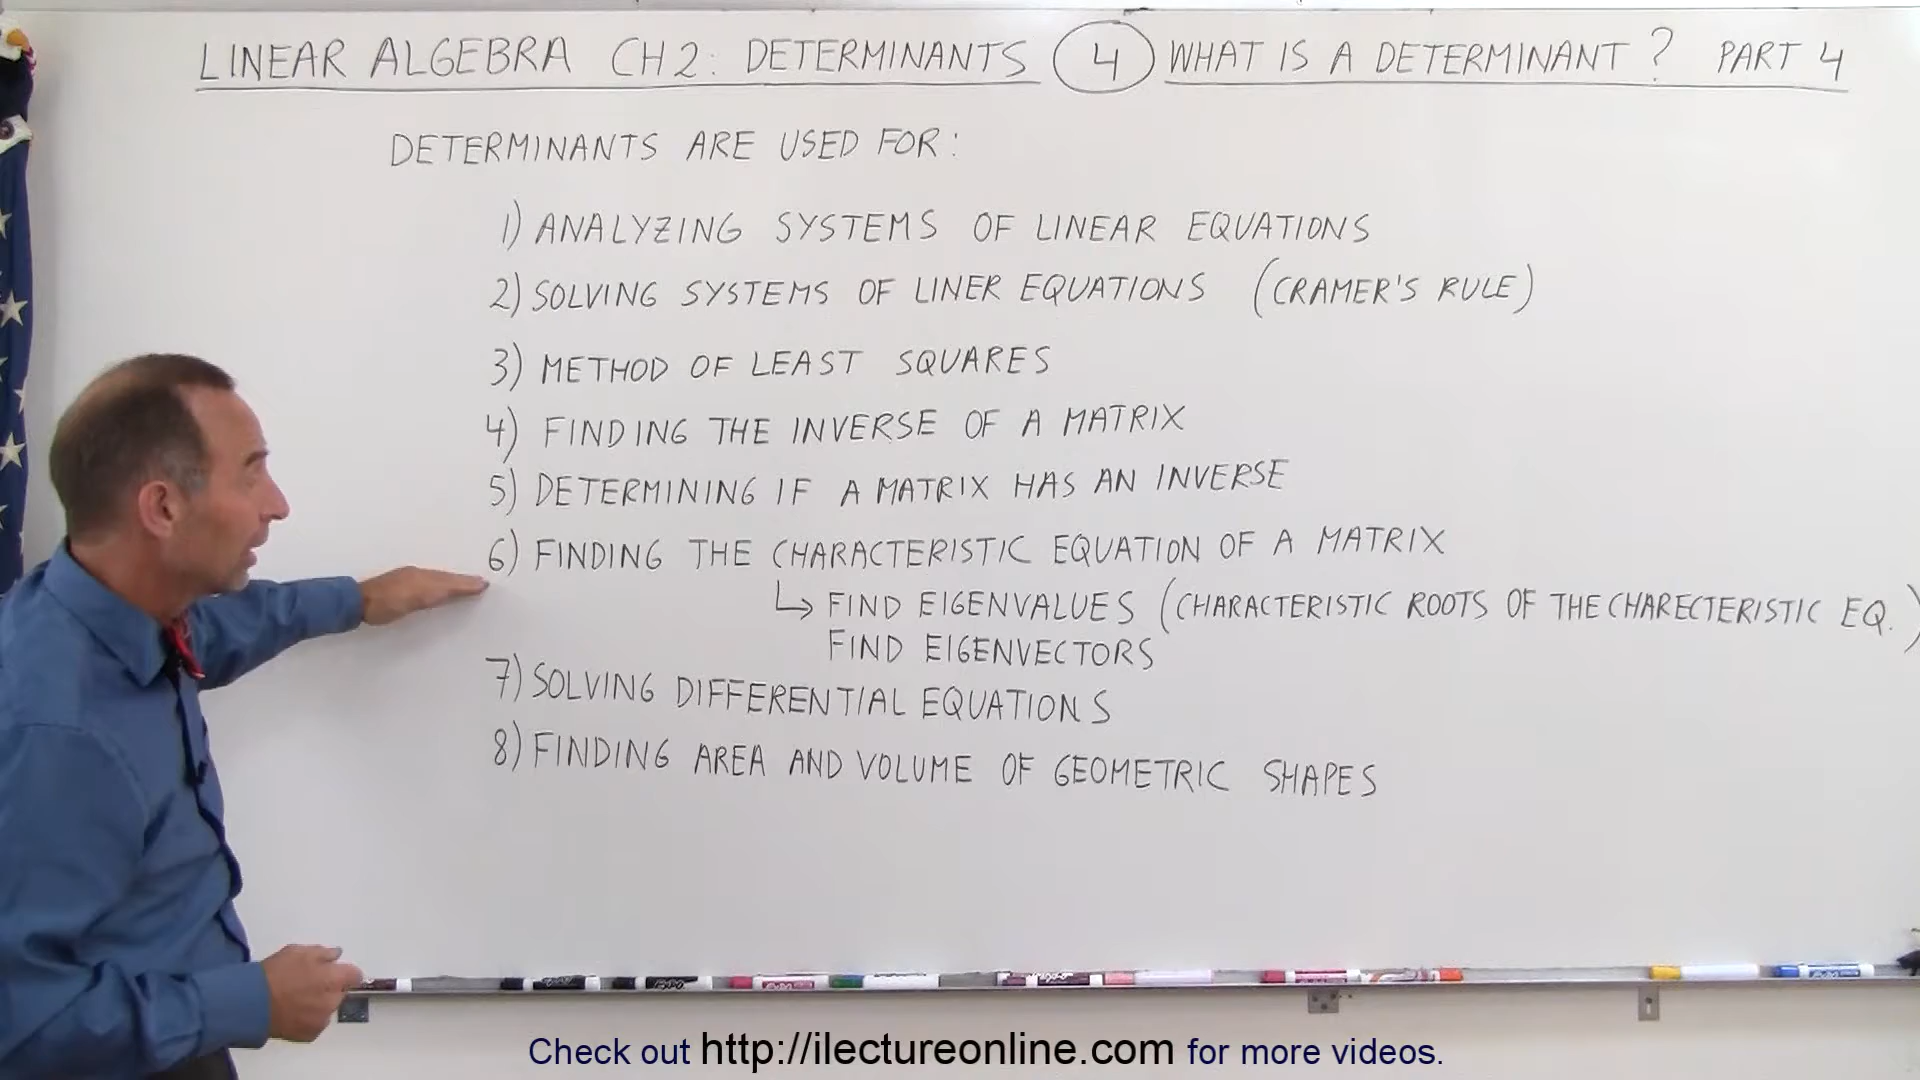 LINEAR ALGEBRA CH 2: DETERMINANTS 4 WHAT IS A DETERMINANT? PART 4
DETERMINANTS ARE USED FOR:
1) ANALYZING SYSTEMS OF LINEAR EQUATIONS
2) SOLVING SYSTEMS OF LINER EQUATIONS (CRAMER'S RULE)
3) METHOD OF LEAST SQUARES
4) FINDING THE INVERSE OF A MATRIX
5) DETERMINING IF A MATRIX HAS AN INVERSE
6) FINDING THE CHARACTERISTIC EQUATION OF A MATRIX
↳ FIND EIGENVALUES (CHARACTERISTIC ROOTS OF THE CHARECTERISTIC EQ.)
FIND EIGENVECTORS
7) SOLVING DIFFERENTIAL EQUATIONS
8) FINDING AREA AND VOLUME OF GEOMETRIC SHAPES
Check out http://ilectureonline.com for more videos.